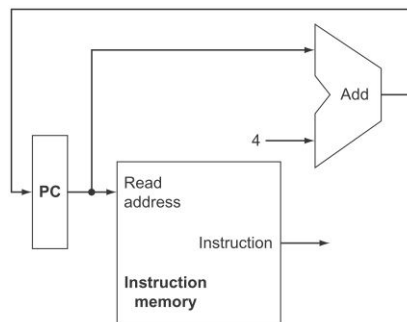 Add
4
PC
Read
address
Instruction
Instruction
memory